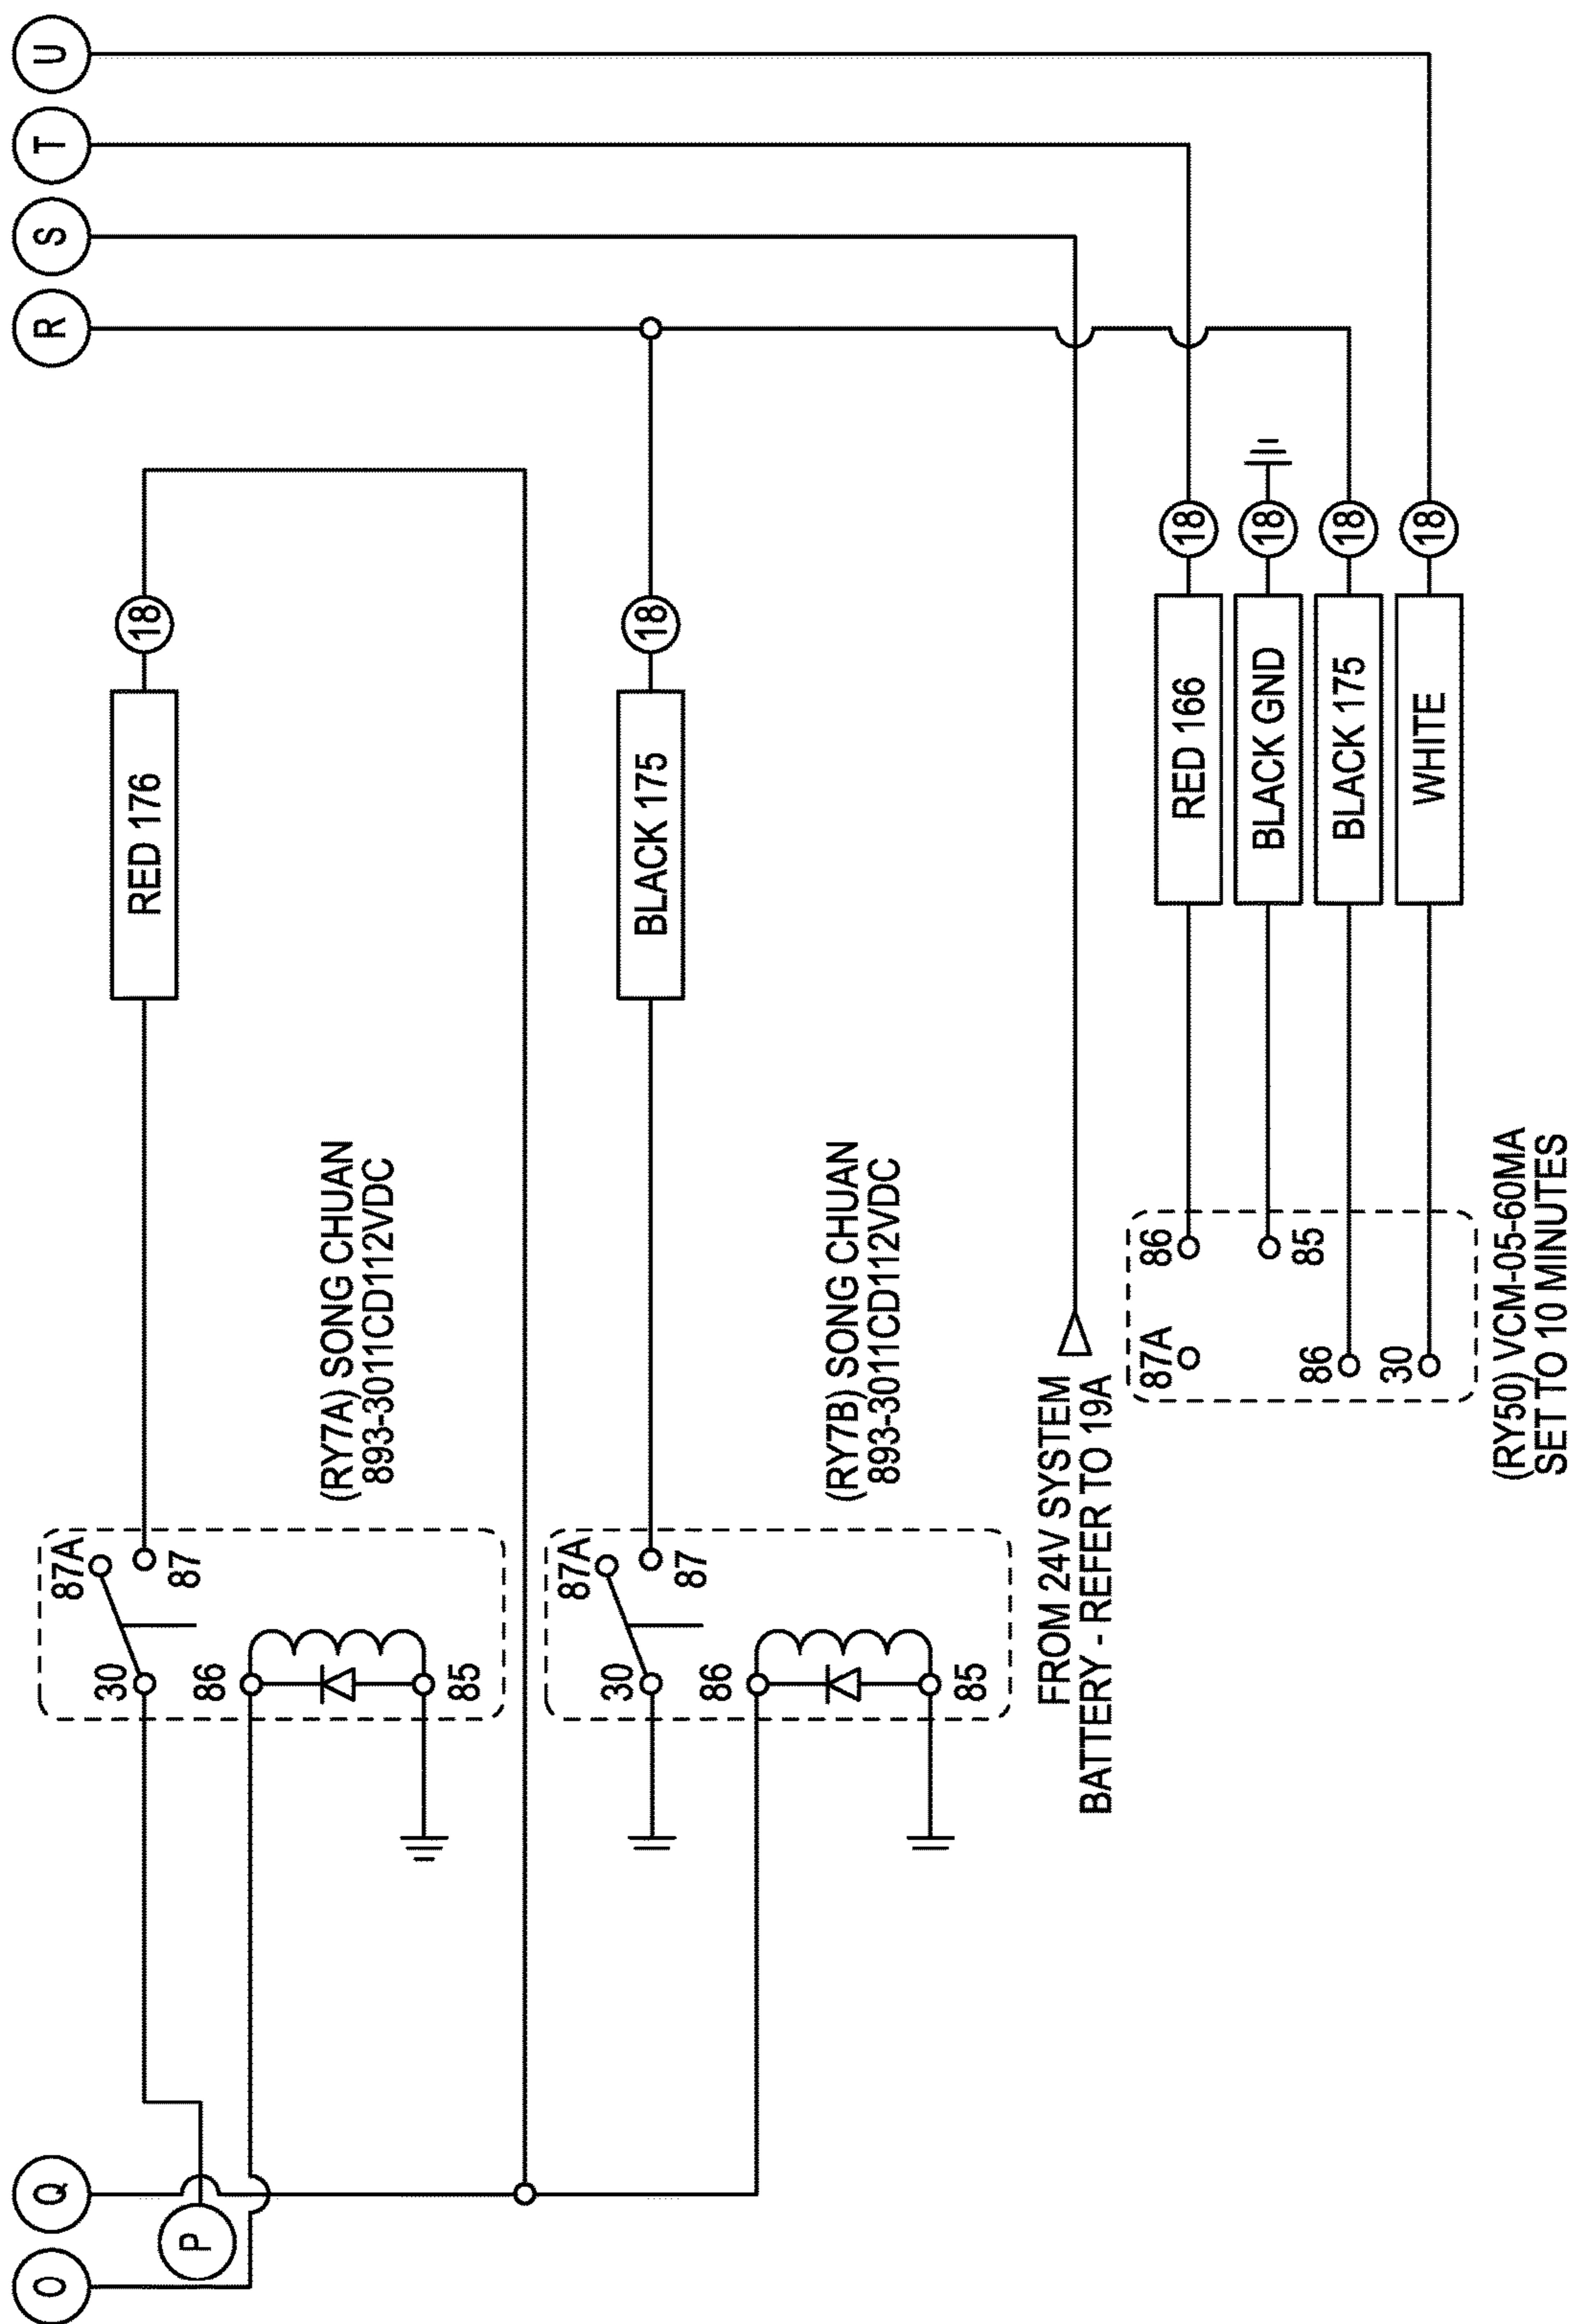 O
Q
P
30
87A
87
86
85
(RY7A) SONG CHUAN
893-3011CD112VDC
RED 176
18
30
87A
87
86
85
(RY7B) SONG CHUAN
893-3011CD112VDC
BLACK 175
18
R
S
T
U
FROM 24V SYSTEM
BATTERY - REFER TO 19A
87A
86
85
86
30
RED 166
18
BLACK GND
18
BLACK 175
18
WHITE
18
(RY50) VCM-05-60MA
SET TO 10 MINUTES